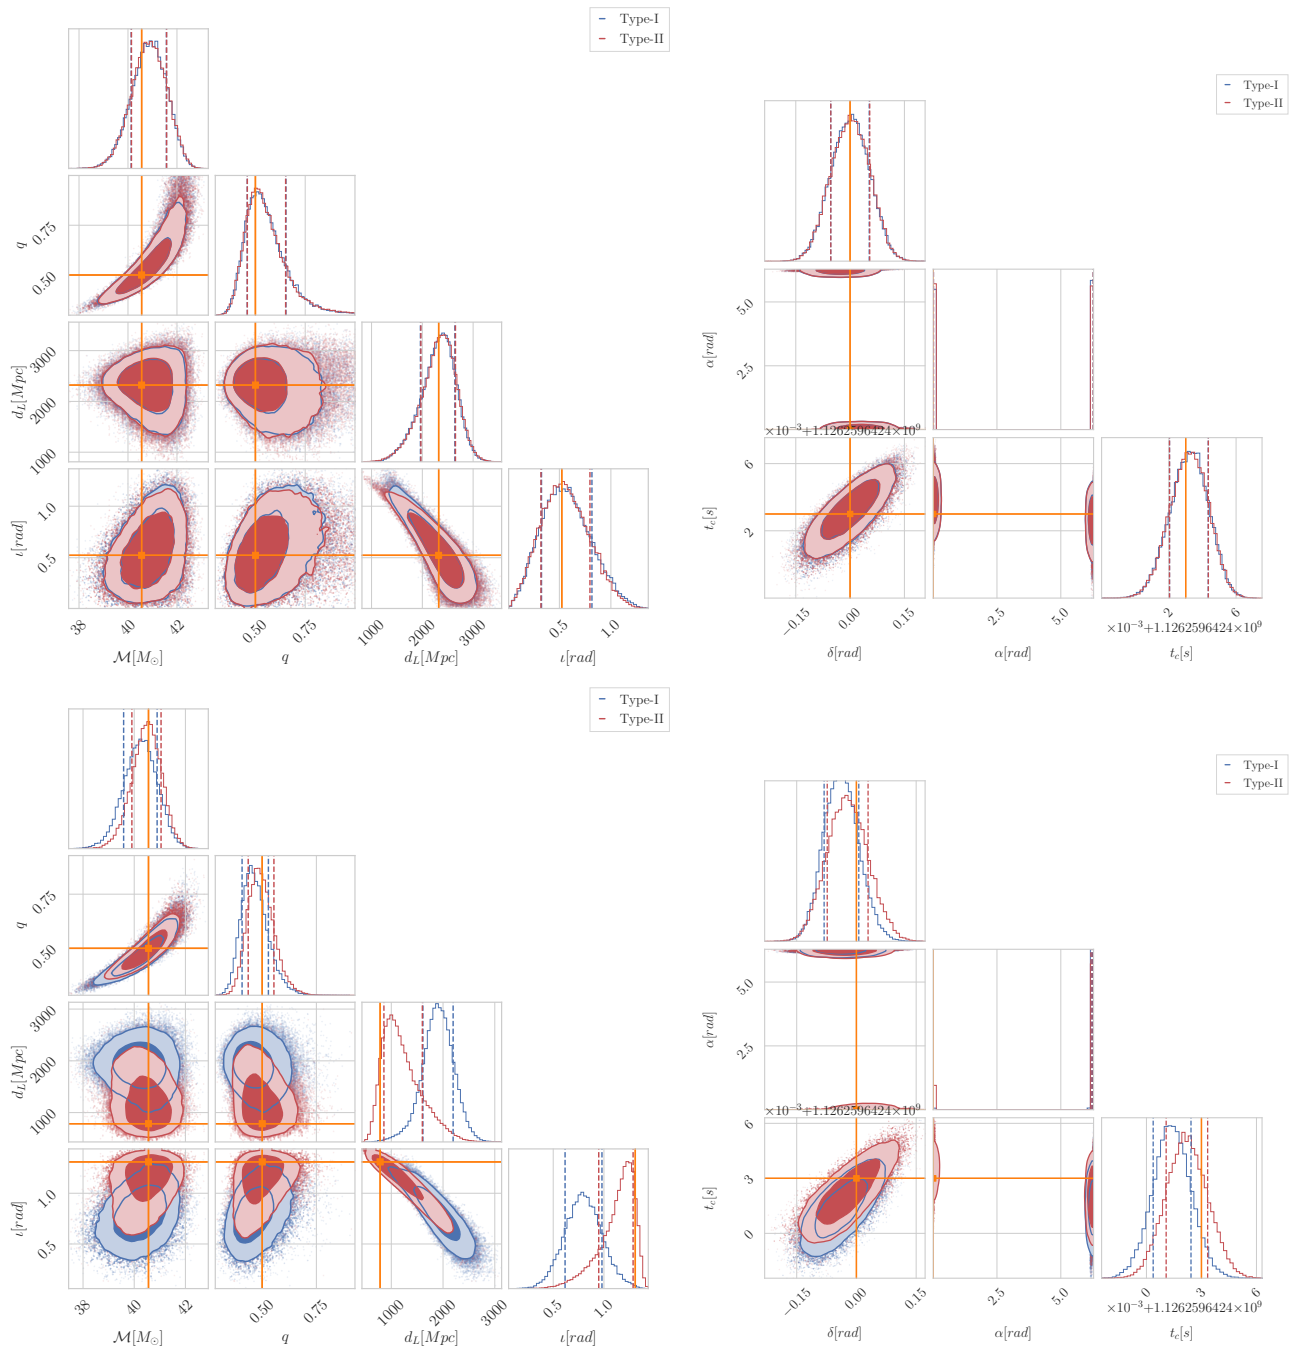 Type-I
Type-II
q
0.75
0.50
d_L[Mpc]
3000
2000
1000
ι[rad]
1.0
0.5
38
40
42
ℳ[M_⊙]
0.50
0.75
q
1000
2000
3000
d_L[Mpc]
0.5
1.0
ι[rad]
Type-I
Type-II
α[rad]
5.0
2.5
×10⁻³+1.1262596424×10⁹
t_c[s]
6
2
−0.15
0.00
0.15
δ[rad]
2.5
5.0
α[rad]
2
6
×10⁻³+1.1262596424×10⁹
t_c[s]
Type-I
Type-II
q
0.75
0.50
d_L[Mpc]
3000
2000
1000
ι[rad]
1.0
0.5
38
40
42
ℳ[M_⊙]
0.50
0.75
q
1000
2000
3000
d_L[Mpc]
0.5
1.0
ι[rad]
Type-I
Type-II
α[rad]
5.0
2.5
×10⁻³+1.1262596424×10⁹
t_c[s]
6
3
0
−0.15
0.00
0.15
δ[rad]
2.5
5.0
α[rad]
0
3
6
×10⁻³+1.1262596424×10⁹
t_c[s]